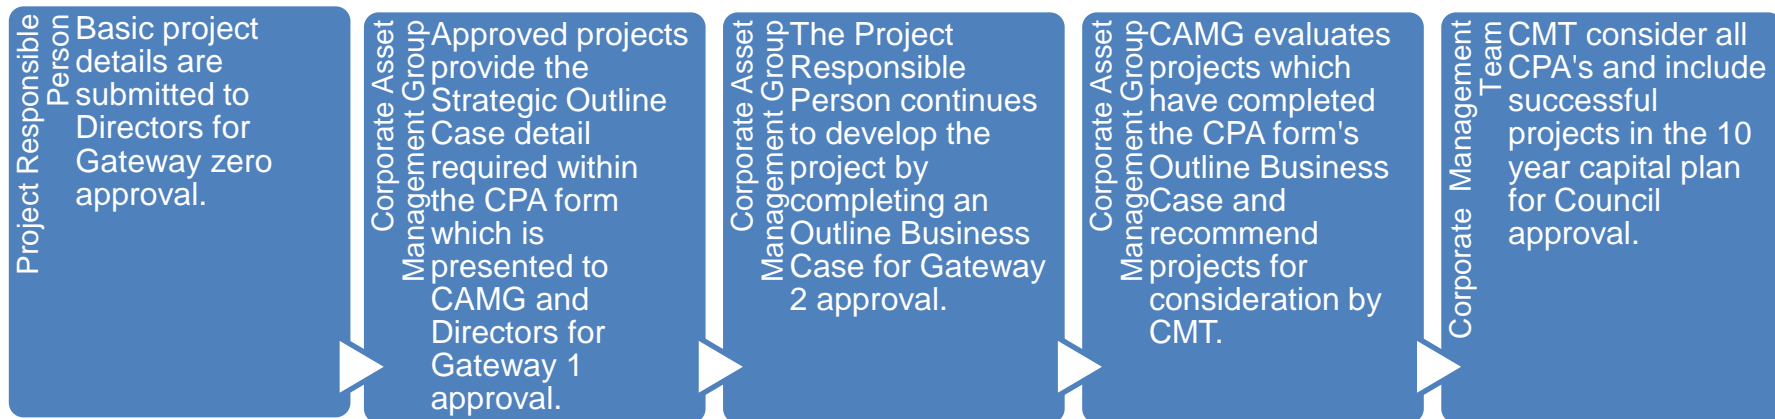 Project Responsible
Person
Basic project
details are
submitted to
Directors for
Gateway zero
approval.
Corporate Asset
Management Group
Approved projects
provide the
Strategic Outline
Case detail
required within
the CPA form
which is
presented to
CAMG and
Directors for
Gateway 1
approval.
Corporate Asset
Management Group
The Project
Responsible
Person continues
to develop the
project by
completing an
Outline Business
Case for Gateway
2 approval.
Corporate Asset
Management Group
CAMG evaluates
projects which
have completed
the CPA form's
Outline Business
Case and
recommend
projects for
consideration by
CMT.
Corporate Management
Team
CMT consider all
CPA's and include
successful
projects in the 10
year capital plan
for Council
approval.